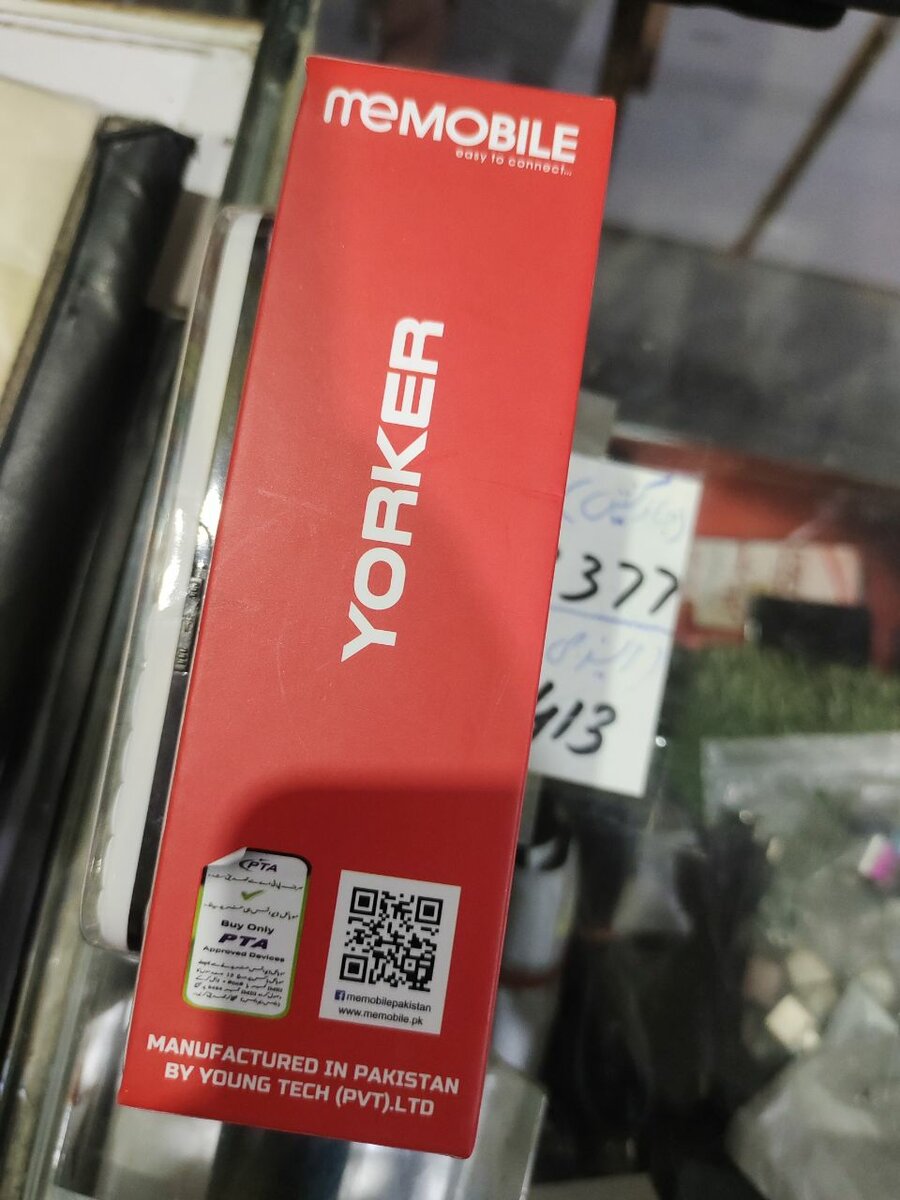 meMOBILE
easy to connect...
YORKER
377
413
PTA
Buy Only
PTA
Approved Devices
memobilepakistan
www.memobile.pk
MANUFACTURED IN PAKISTAN
BY YOUNG TECH (PVT).LTD